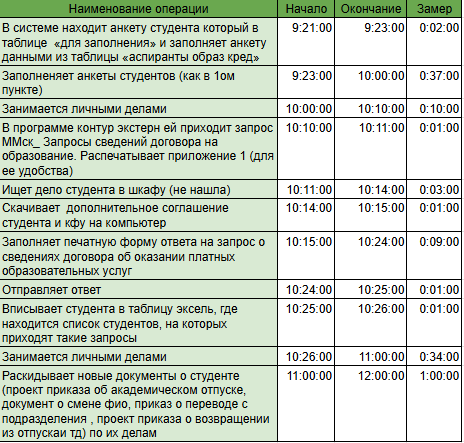 Наименование операции Начало Окончание Замер
В системе находит анкету студента который в 9:21:00 9:23:00 0:02:00
таблице «для заполнения» и заполняет анкету
данными из таблицы «аспиранты образ кред»
Заполненяет анкеты студентов (как в 1ом 9:23:00 10:00:00 0:37:00
пункте)
Занимается личными делами 10:00:00 10:10:00 0:10:00
В программе контур экстерн ей приходит запрос 10:10:00 10:11:00 0:01:00
ММск_ Запросы сведений договора на
образование. Распечатывает приложение 1 (для
ее удобства)
Ищет дело студента в шкафу (не нашла) 10:11:00 10:14:00 0:03:00
Скачивает дополнительное соглашение 10:14:00 10:15:00 0:01:00
студента и кфу на компьютер
Заполняет печатную форму ответа на запрос о 10:15:00 10:24:00 0:09:00
сведениях договора об оказании платных
образовательных услуг
Отправляет ответ 10:24:00 10:25:00 0:01:00
Вписывает студента в таблицу эксель, где 10:25:00 10:26:00 0:01:00
находится список студентов, на которых
приходят такие запросы
Занимается личными делами 10:26:00 11:00:00 0:34:00
Раскидывает новые документы о студенте 11:00:00 12:00:00 1:00:00
(проект приказа об академическом отпуске,
документ о смене фио, приказ о переводе с
подразделения , проект приказа о возвращении
из отпускаи тд) по их делам